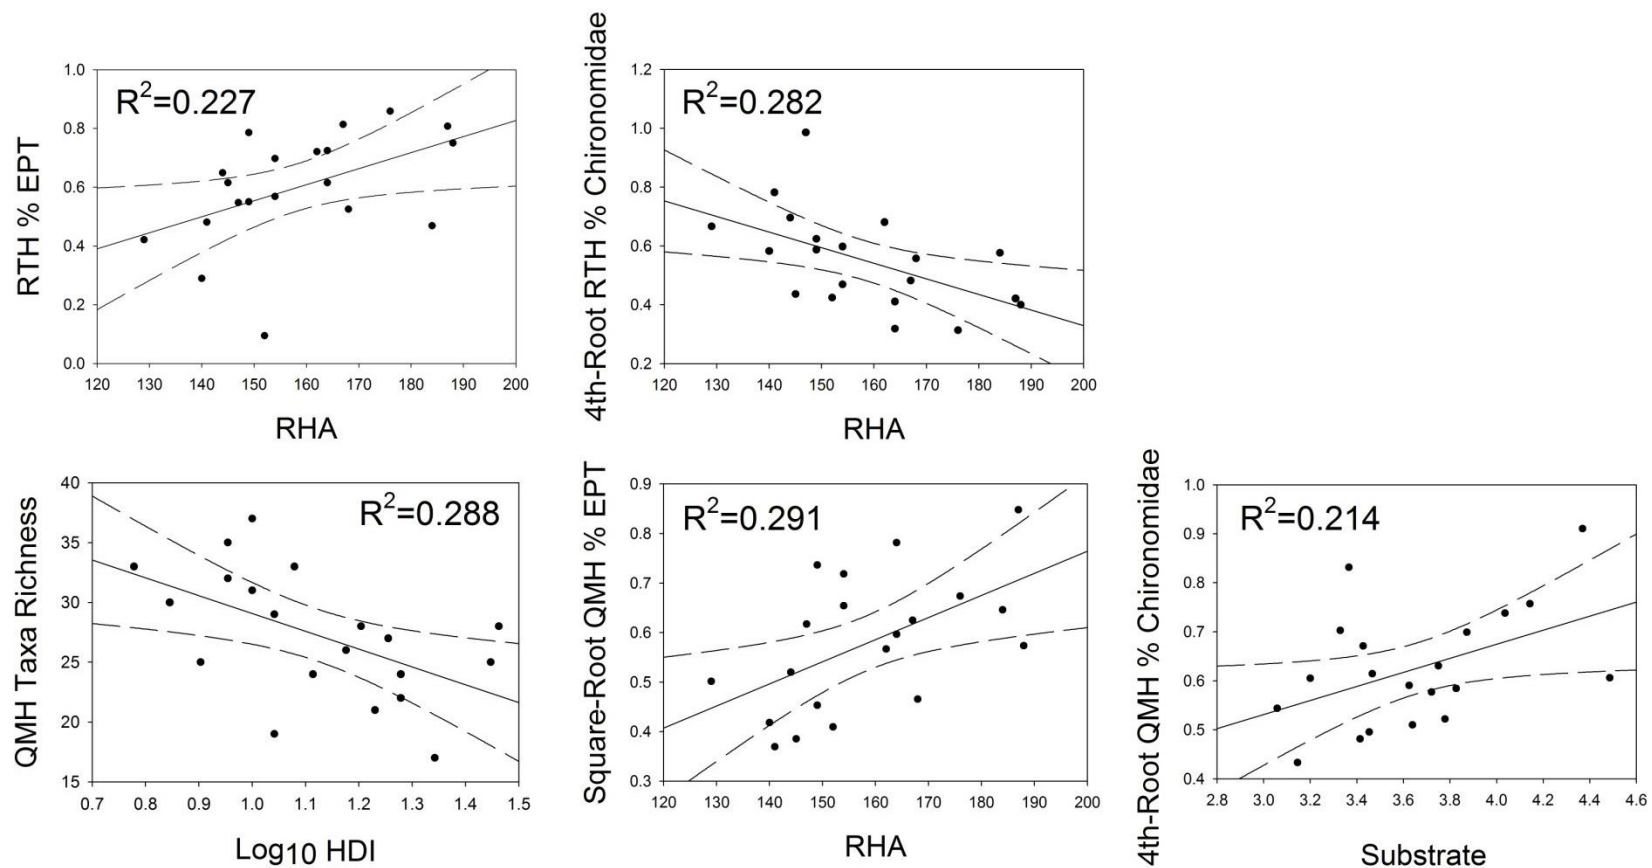 RTH % EPT
R²=0.227
1.0
0.8
0.6
0.4
0.2
0.0
120 130 140 150 160 170 180 190 200
RHA
4th-Root RTH % Chironomidae
R²=0.282
1.2
1.0
0.8
0.6
0.4
0.2
120 130 140 150 160 170 180 190 200
RHA
QMH Taxa Richness
R²=0.288
40
35
30
25
20
15
0.7 0.8 0.9 1.0 1.1 1.2 1.3 1.4 1.5
Log10 HDI
Square-Root QMH % EPT
R²=0.291
0.9
0.8
0.7
0.6
0.5
0.4
0.3
120 130 140 150 160 170 180 190 200
RHA
4th-Root QMH % Chironomidae
R²=0.214
1.0
0.9
0.8
0.7
0.6
0.5
0.4
2.8 3.0 3.2 3.4 3.6 3.8 4.0 4.2 4.4 4.6
Substrate